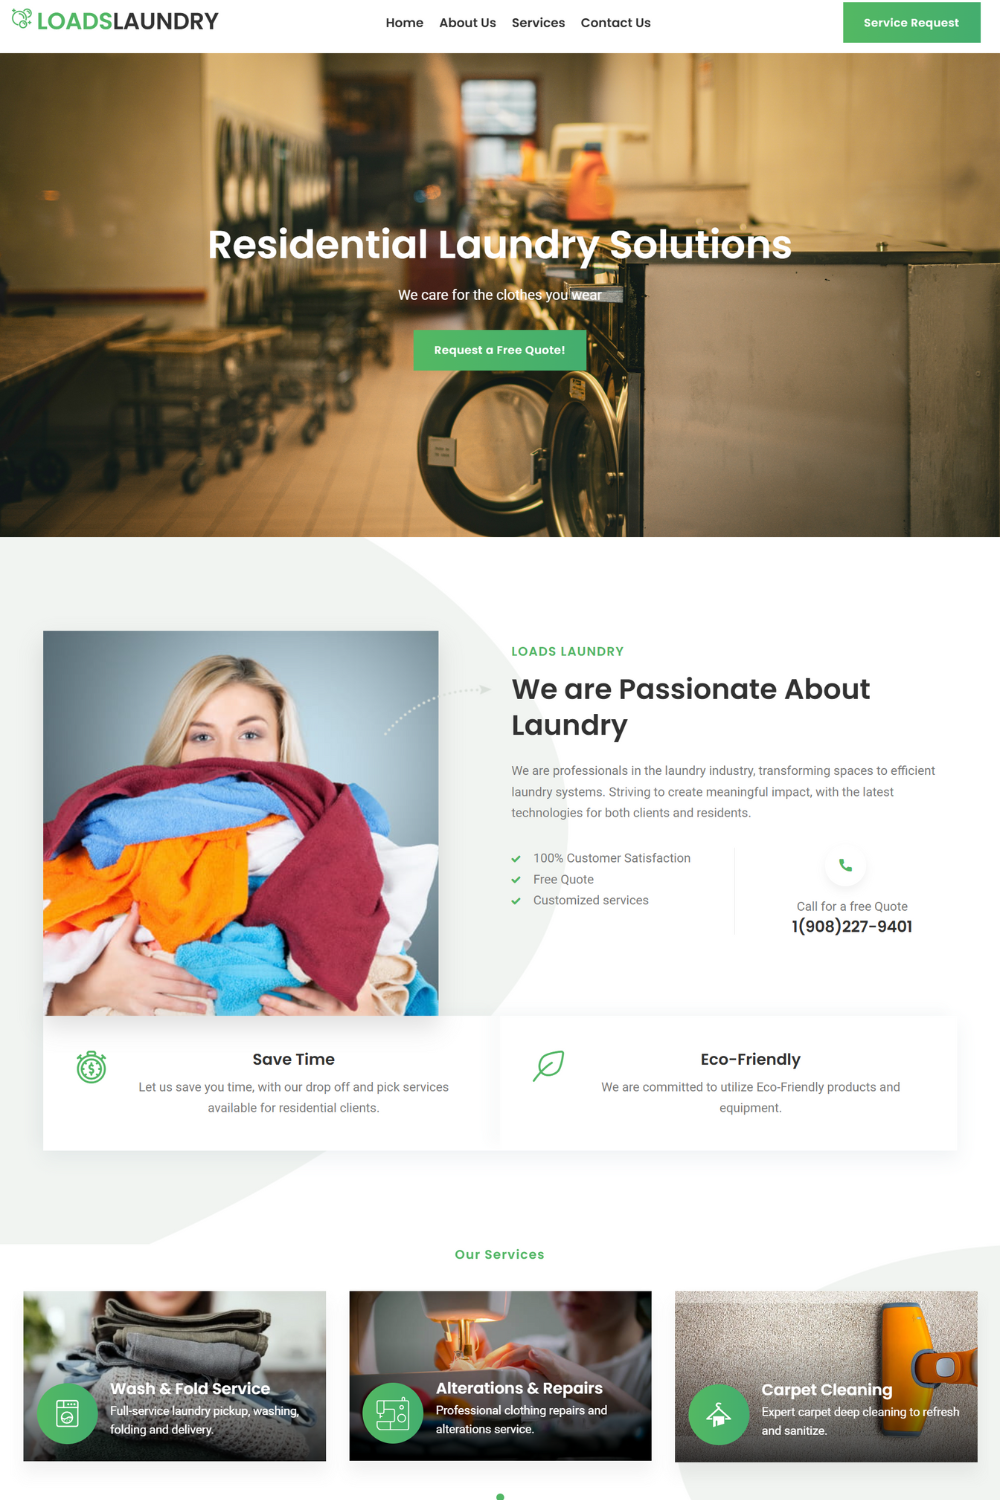 LOADSLAUNDRY
Home About Us Services Contact Us
Service Request
Residential Laundry Solutions
We care for the clothes you wear
Request a Free Quote!
LOADS LAUNDRY
We are Passionate About
Laundry
We are professionals in the laundry industry, transforming spaces to efficient
laundry systems. Striving to create meaningful impact, with the latest
technologies for both clients and residents.
100% Customer Satisfaction
Free Quote
Customized services
Call for a free Quote
1(908)227-9401
Save Time
Let us save you time, with our drop off and pick services
available for residential clients.
Eco-Friendly
We are committed to utilize Eco-Friendly products and
equipment.
Our Services
Wash & Fold Service
Full-service laundry pickup, washing,
folding and delivery.
Alterations & Repairs
Professional clothing repairs and
alterations service.
Carpet Cleaning
Expert carpet deep cleaning to refresh
and sanitize.